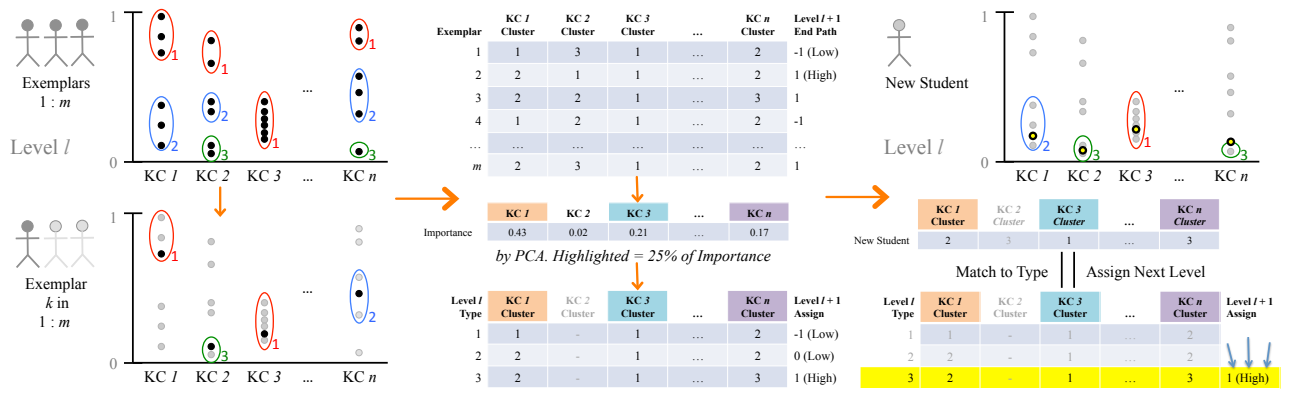 1
1
1
1
1
2
2
2
3
3
0
Exemplars
1 : m
Level l
KC 1 KC 2 KC 3 ... KC n
...
1
1
1
2
3
0
Exemplar
k in
1 : m
KC 1 KC 2 KC 3 ... KC n
...
Exemplar KC 1 Cluster KC 2 Cluster KC 3 Cluster ... KC n Cluster Level l + 1 End Path
1 1 3 1 … 2 -1 (Low)
2 2 1 1 … 2 1 (High)
3 2 2 1 … 3 1
4 1 2 1 … 2 -1
… … … … … …
m 2 3 1 … 2 1
KC 1 KC 2 KC 3 ... KC n
Importance 0.43 0.02 0.21 … 0.17
by PCA. Highlighted = 25% of Importance
Level l Type KC 1 Cluster KC 2 Cluster KC 3 Cluster ... KC n Cluster Level l + 1 Assign
1 1 - 1 … 2 -1 (Low)
2 2 - 1 … 2 0 (Low)
3 2 - 1 … 3 1 (High)
1
New Student
Level l
...
2
3
1
3
0
KC 1 KC 2 KC 3 ... KC n
KC 1 Cluster KC 2 Cluster KC 3 Cluster ... KC n Cluster
New Student 2 3 1 … 3
Match to Type Assign Next Level
Level l Type KC 1 Cluster KC 2 Cluster KC 3 Cluster ... KC n Cluster Level l + 1 Assign
1 1 - 1 … 2
2 2 - 1 … 2
3 2 - 1 … 3 1 (High)